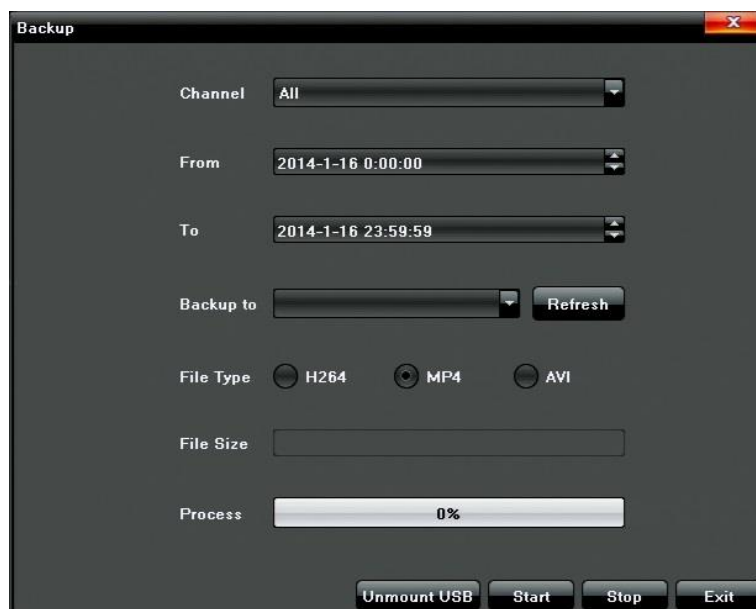 Backup X
Channel All
From 2014-1-16 0:00:00
To 2014-1-16 23:59:59
Backup to Refresh
File Type H264 MP4 AVI
File Size
Process 0%
Unmount USB Start Stop Exit